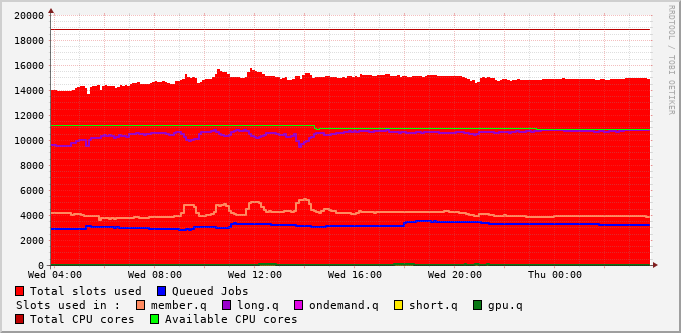 20000
18000
16000
14000
12000
10000
8000
6000
4000
2000
0
Wed 04:00 Wed 08:00 Wed 12:00 Wed 16:00 Wed 20:00 Thu 00:00
Total slots used Queued Jobs
Slots used in : member.q long.q ondemand.q short.q gpu.q
Total CPU cores Available CPU cores
RRDTOOL / TOBI OETIKER